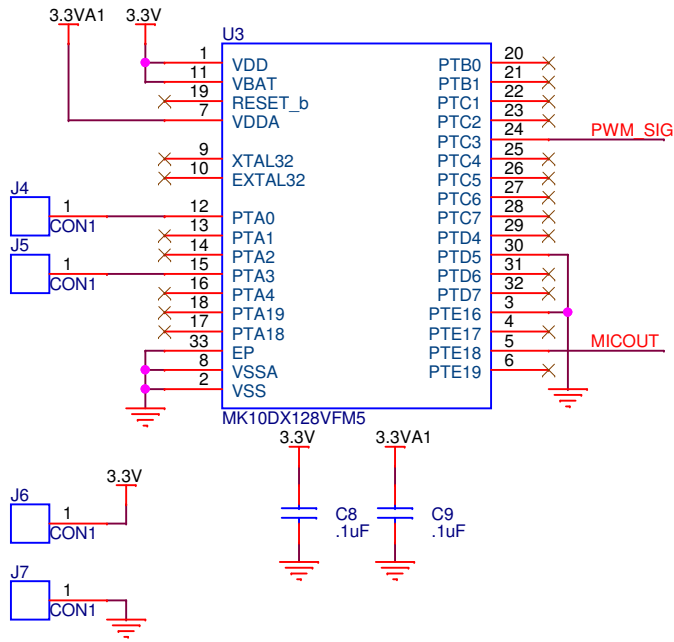 3.3VA1 3.3V
U3
1 VDD
11 VBAT
19 RESET_b
7 VDDA
9 XTAL32
10 EXTAL32
12 PTA0
13 PTA1
14 PTA2
15 PTA3
16 PTA4
18 PTA19
17 PTA18
33 EP
8 VSSA
2 VSS
PTB0 20
PTB1 21
PTC1 22
PTC2 23
PTC3 24 PWM_SIG
PTC4 25
PTC5 26
PTC6 27
PTC7 28
PTD4 29
PTD5 30
PTD6 31
PTD7 32
PTE16 3
PTE17 4
PTE18 5 MICOUT
PTE19 6
MK10DX128VFM5
J4
1
CON1
J5
1
CON1
3.3V 3.3VA1
C8
.1uF
C9
.1uF
J6
1
CON1
3.3V
J7
1
CON1